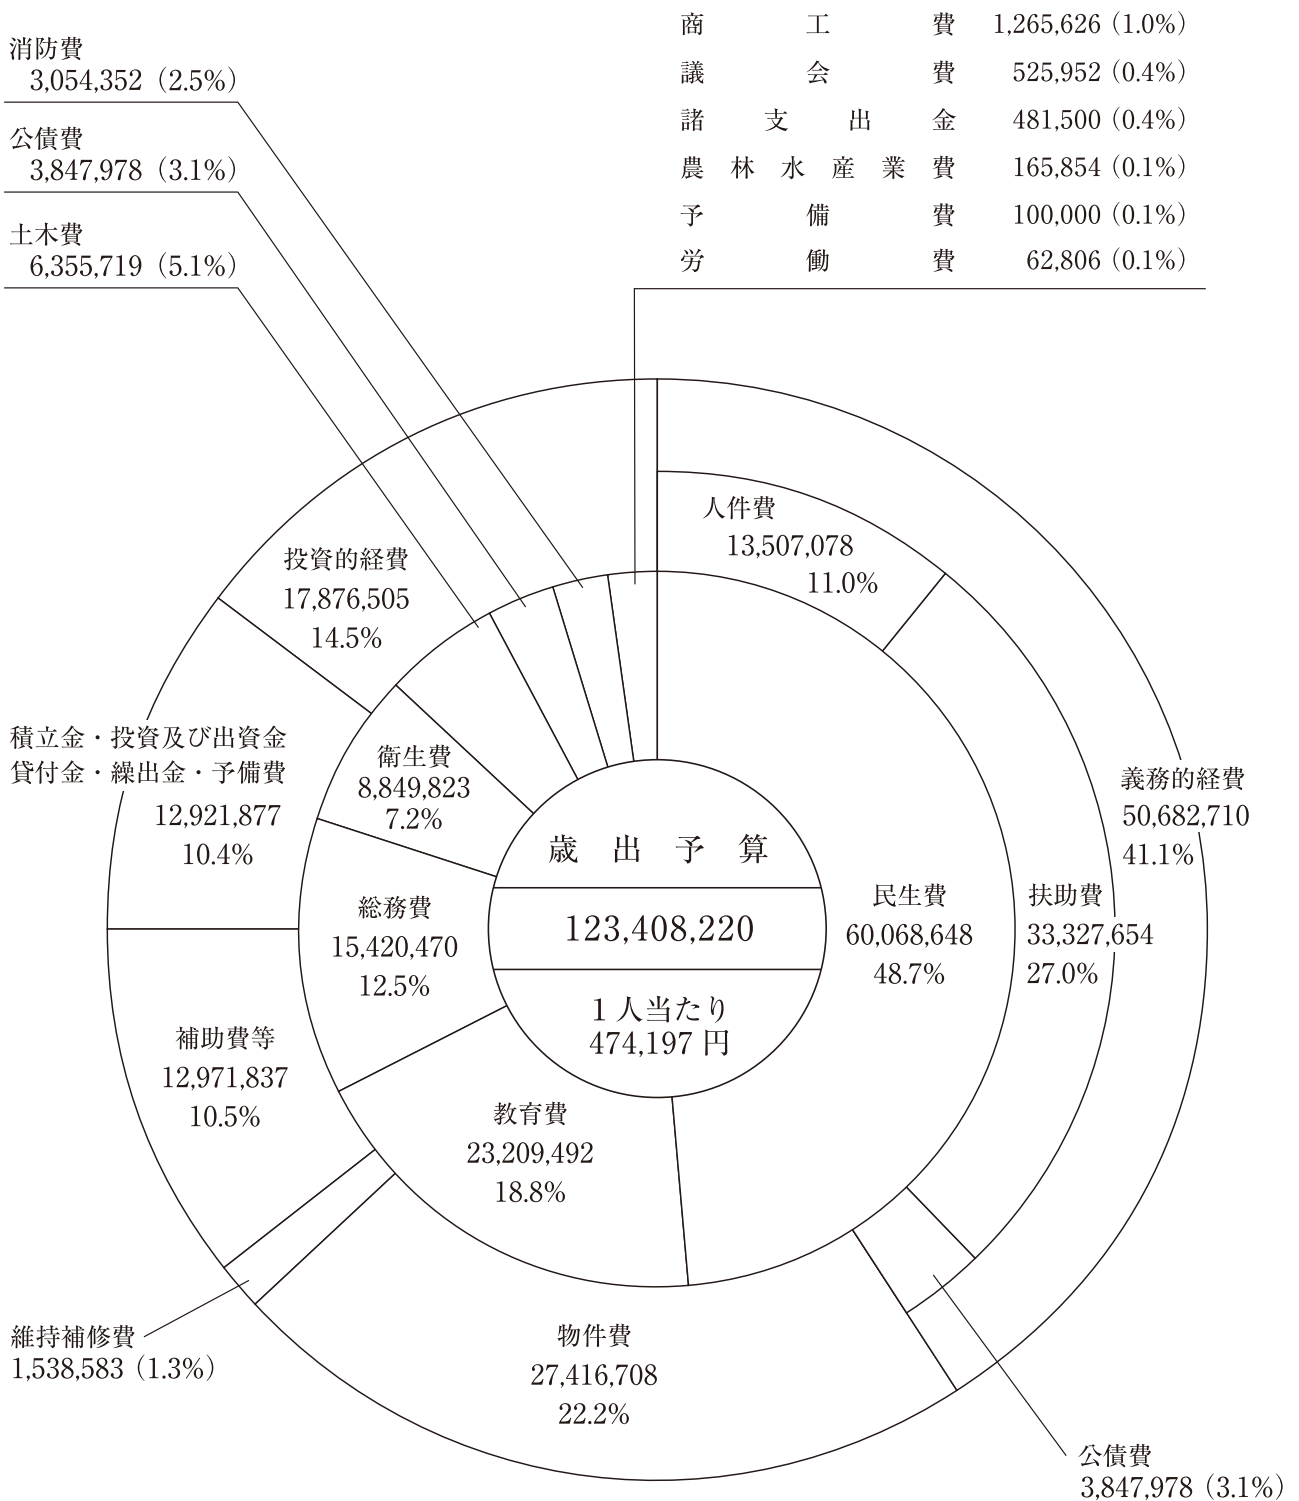 商工費 1,265,626（1.0%）
議会費 525,952（0.4%）
諸支出金 481,500（0.4%）
農林水産業費 165,854（0.1%）
予備費 100,000（0.1%）
労働費 62,806（0.1%）
消防費
3,054,352（2.5%）
公債費
3,847,978（3.1%）
土木費
6,355,719（5.1%）
人件費
13,507,078
11.0%
投資的経費
17,876,505
14.5%
積立金・投資及び出資金
貸付金・繰出金・予備費
12,921,877
10.4%
衛生費
8,849,823
7.2%
義務的経費
50,682,710
41.1%
歳出予算
123,408,220
1人当たり
474,197円
民生費
60,068,648
48.7%
扶助費
33,327,654
27.0%
総務費
15,420,470
12.5%
補助費等
12,971,837
10.5%
教育費
23,209,492
18.8%
維持補修費
1,538,583（1.3%）
物件費
27,416,708
22.2%
公債費
3,847,978（3.1%）